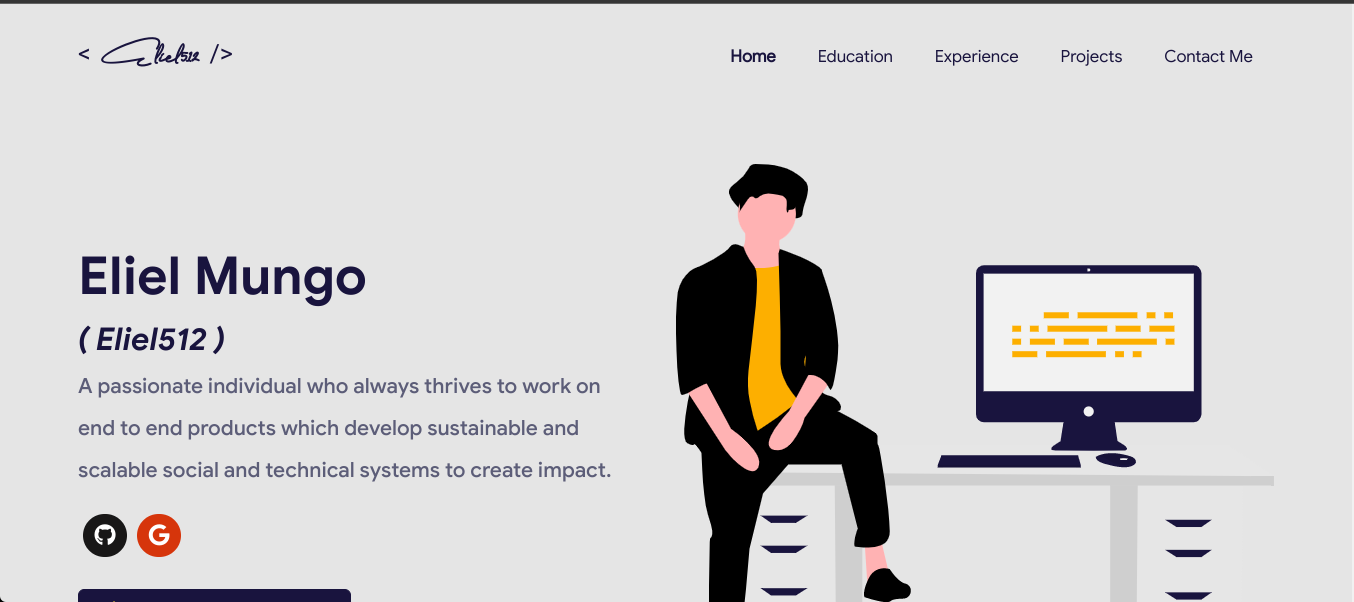 < Eliel512 />
Home Education Experience Projects Contact Me
Eliel Mungo
( Eliel512 )
A passionate individual who always thrives to work on
end to end products which develop sustainable and
scalable social and technical systems to create impact.
G